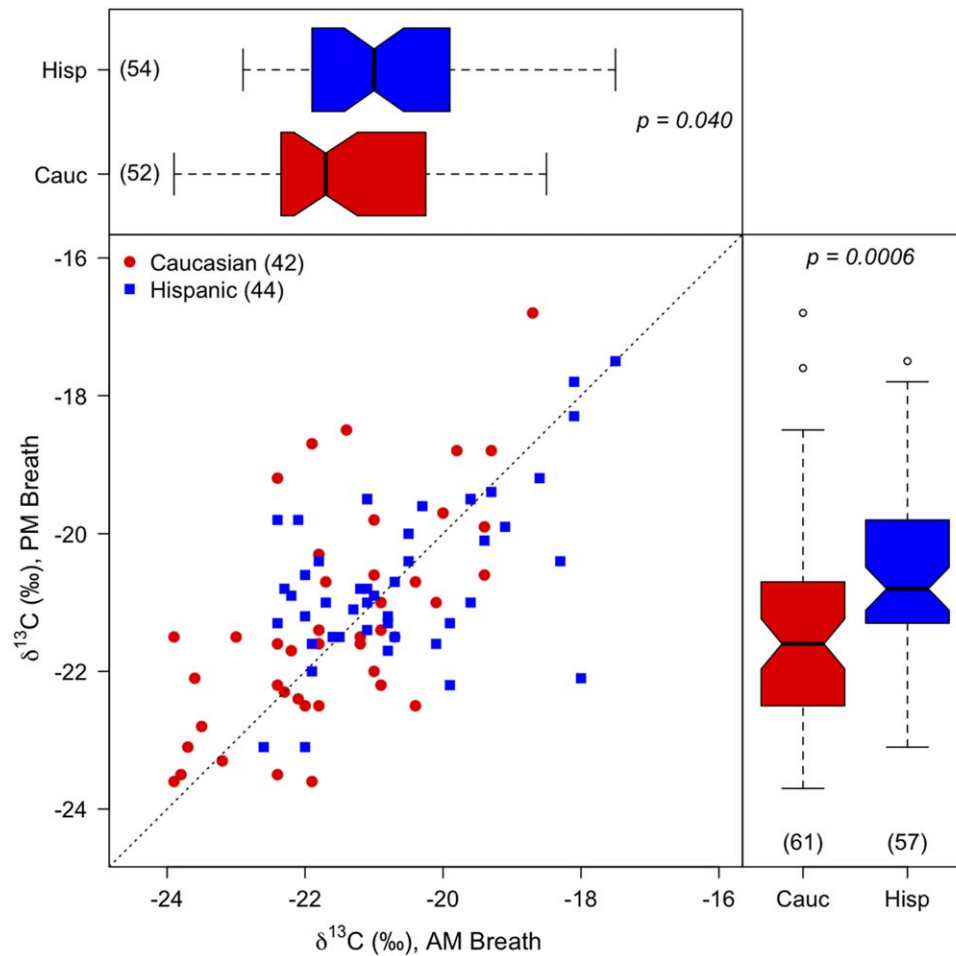 Hisp
(54)
p = 0.040
Cauc
(52)
-16
Caucasian (42)
Hispanic (44)
p = 0.0006
-18
-20
-22
-24
δ¹³C (‰), PM Breath
(61)
(57)
-24
-22
-20
-18
-16
Cauc
Hisp
δ¹³C (‰), AM Breath